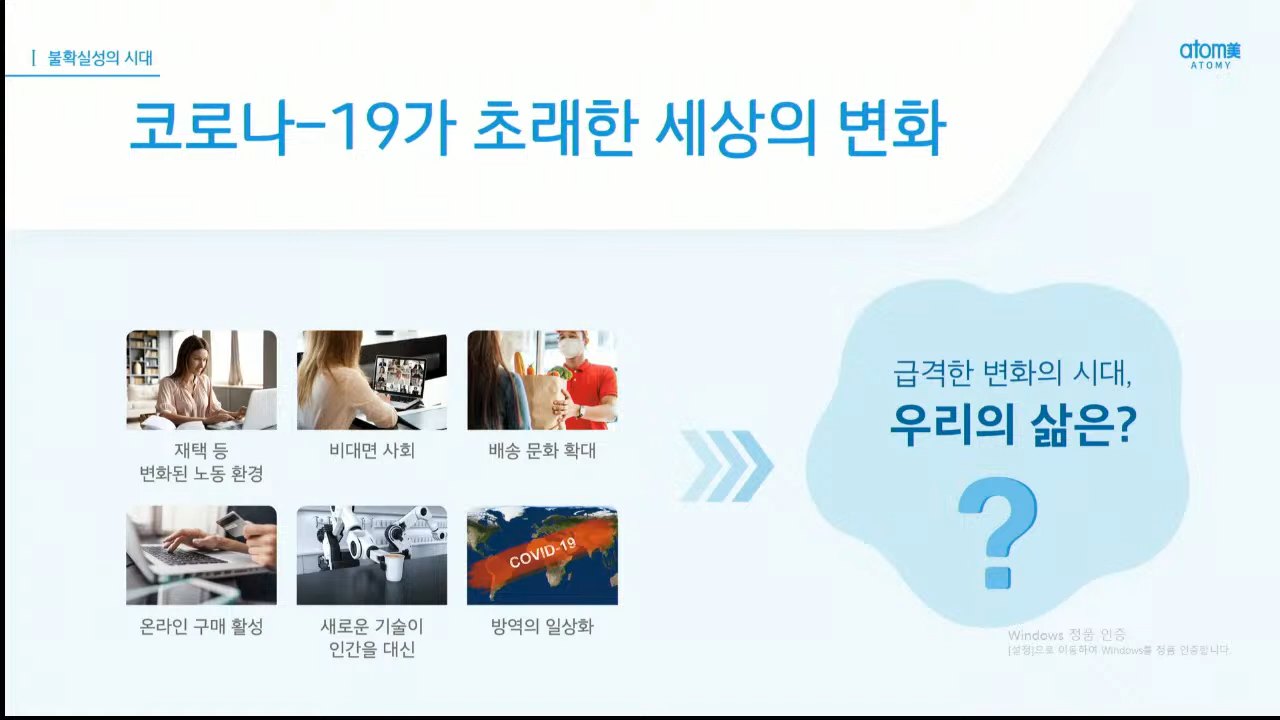 불확실성의 시대
atom美
ATOMY
코로나-19가 초래한 세상의 변화
재택 등
변화된 노동 환경
비대면 사회
배송 문화 확대
온라인 구매 활성
새로운 기술이
인간을 대신
COVID-19
방역의 일상화
급격한 변화의 시대,
우리의 삶은?
?
Windows 정품 인증
[설정]으로 이동하여 Windows를 정품 인증합니다.